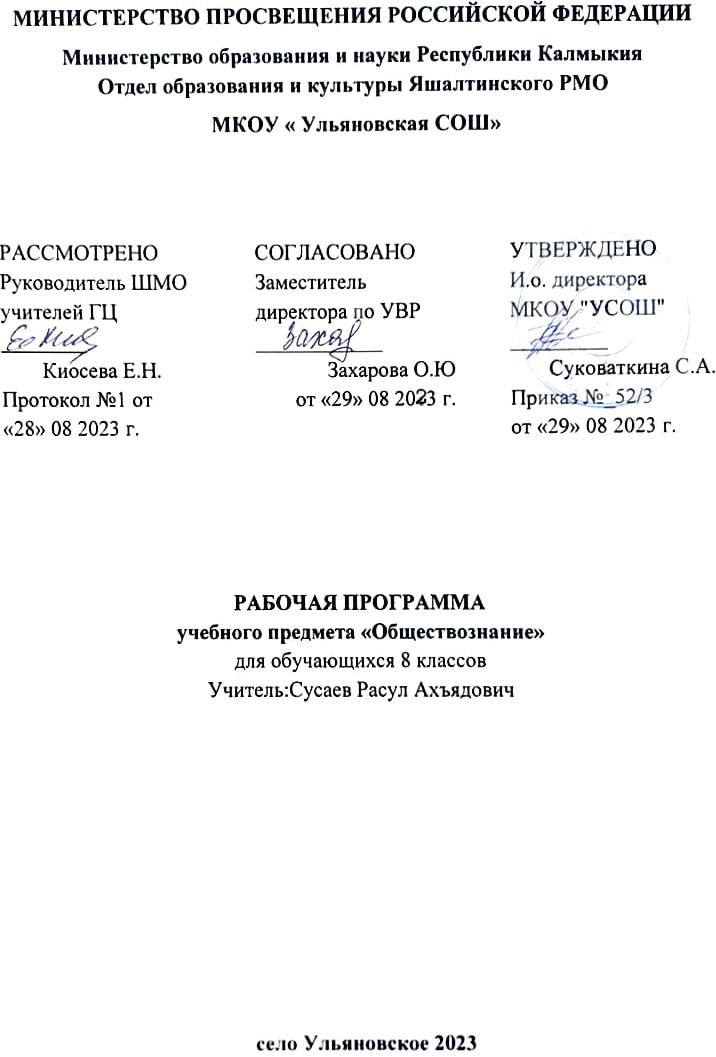 МИНИСТЕРСТВО ПРОСВЕЩЕНИЯ РОССИЙСКОЙ ФЕДЕРАЦИИ
Министерство образования и науки Республики Калмыкия
Отдел образования и культуры Яшалтинского РМО
МКОУ « Ульяновская СОШ»
РАССМОТРЕНО
Руководитель ШМО
учителей ГЦ
Киосева Е.Н.
Протокол №1 от
«28» 08 2023 г.
СОГЛАСОВАНО
Заместитель
директора по УВР
Захар
Захарова О.Ю
от «29» 08 2023 г.
УТВЕРЖДЕНО
И.о. директора
МКОУ "УСОШ"
Суковаткина С.А.
Приказ №_52/3
от «29» 08 2023 г.
РАБОЧАЯ ПРОГРАММА
учебного предмета «Обществознание»
для обучающихся 8 классов
Учитель:Сусаев Расул Ахъядович
село Ульяновское 2023